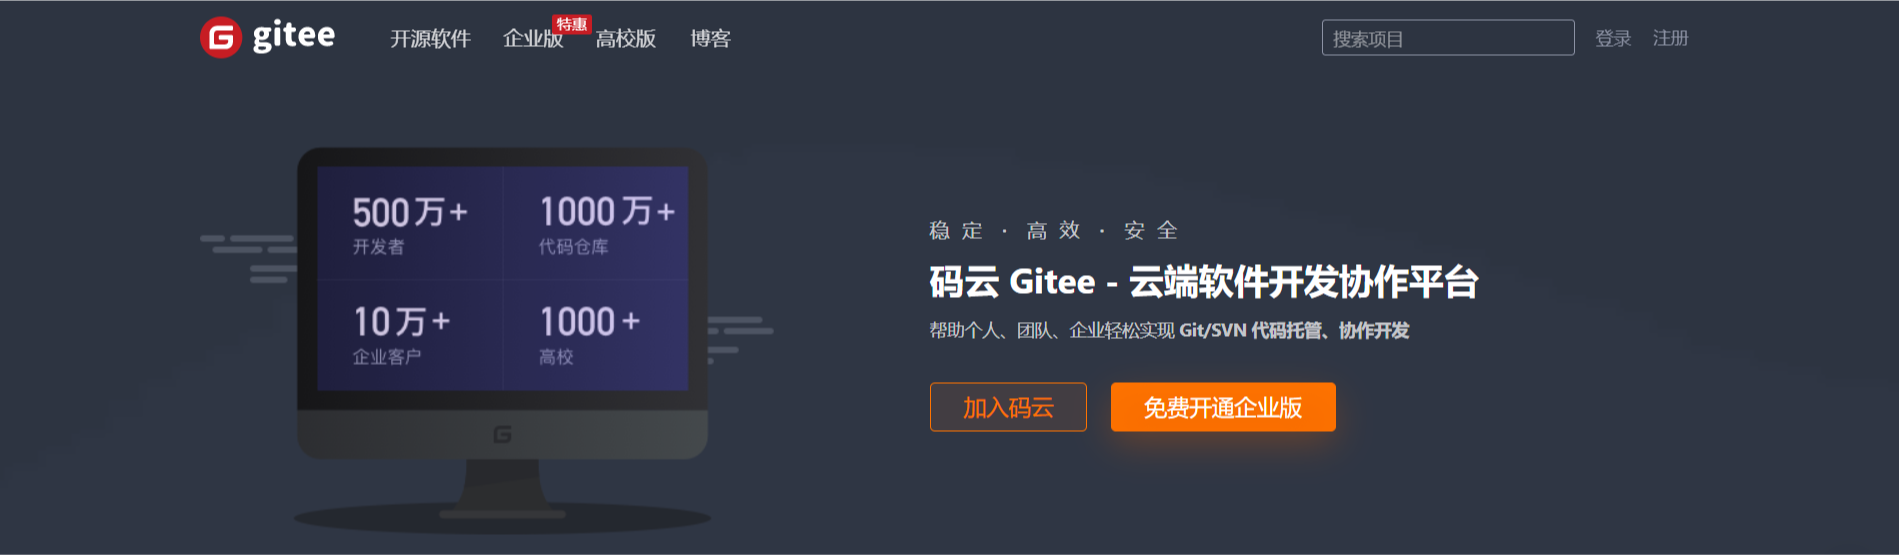 gitee 开源软件 企业版 特惠 高校版 博客 搜索项目 登录 注册
500万+ 1000万+
开发者 代码仓库
10万+ 1000+
企业客户 高校
稳定 · 高效 · 安全
码云 Gitee - 云端软件开发协作平台
帮助个人、团队、企业轻松实现 Git/SVN 代码托管、协作开发
加入码云 免费开通企业版